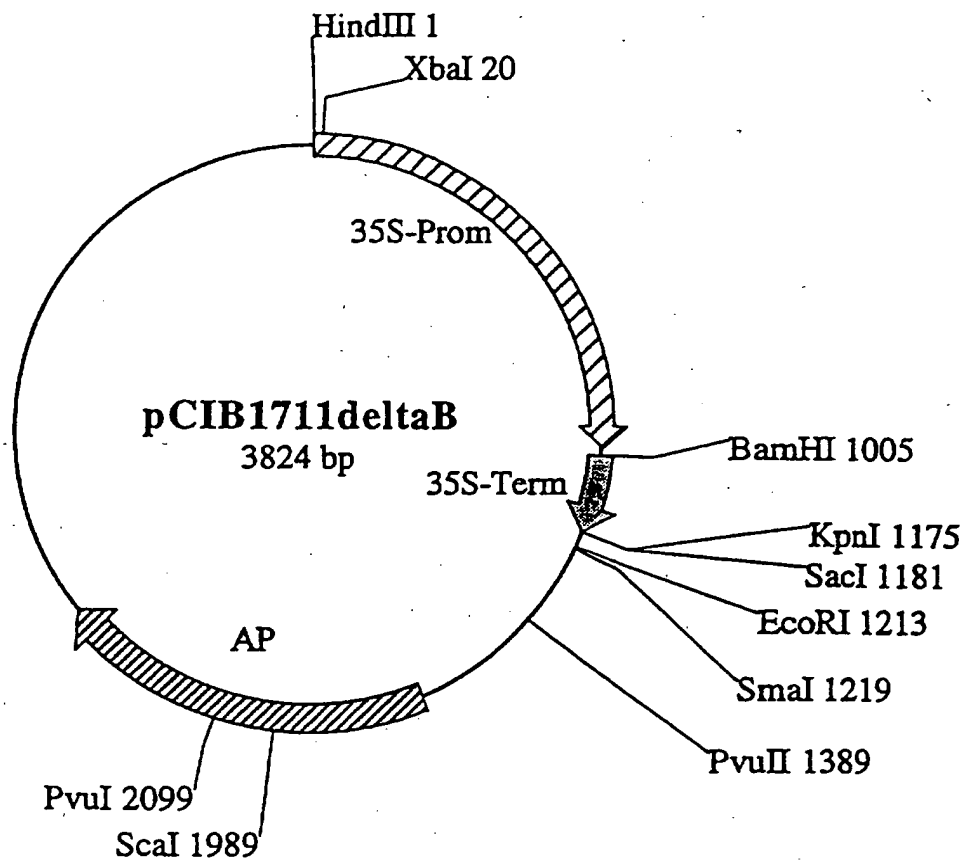 HindIII 1
XbaI 20
35S-Prom
pCIB1711deltaB
3824 bp
BamHI 1005
35S-Term
KpnI 1175
SacI 1181
EcoRI 1213
AP
SmaI 1219
PvuII 1389
PvuI 2099
ScaI 1989